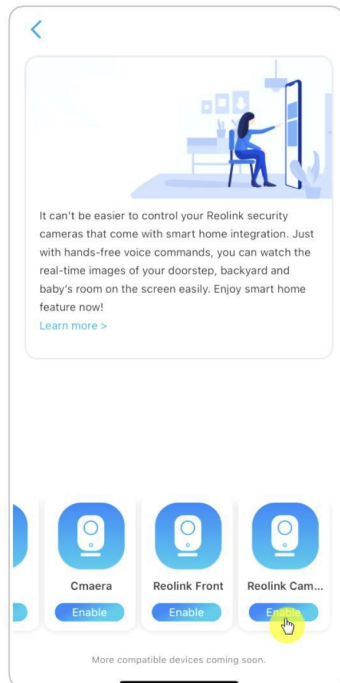 It can't be easier to control your Reolink security
cameras that come with smart home integration. Just
with hands-free voice commands, you can watch the
real-time images of your doorstep, backyard and
baby's room on the screen easily. Enjoy smart home
feature now!
Learn more >
Cmaera Reolink Front Reolink Cam...
Enable Enable Enable
More compatible devices coming soon.